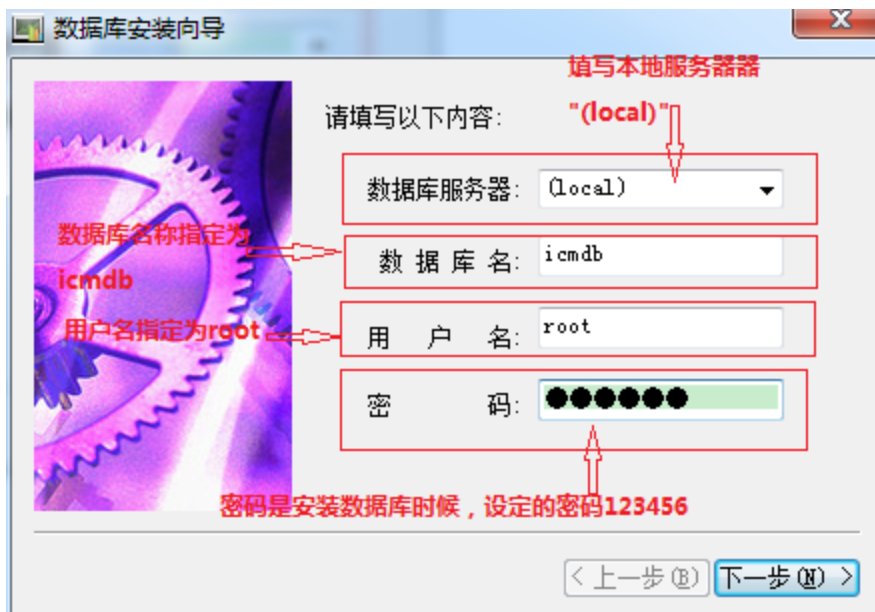 数据库安装向导
填写本地服务器器
"(local)"
请填写以下内容:
数据库服务器: (local)
数据库名称指定为
icmdb
数 据 库 名: icmdb
用户名指定为root
用 户 名: root
密 码: ●●●●●●
密码是安装数据库时候，设定的密码123456
< 上一步(B) 下一步(N) >